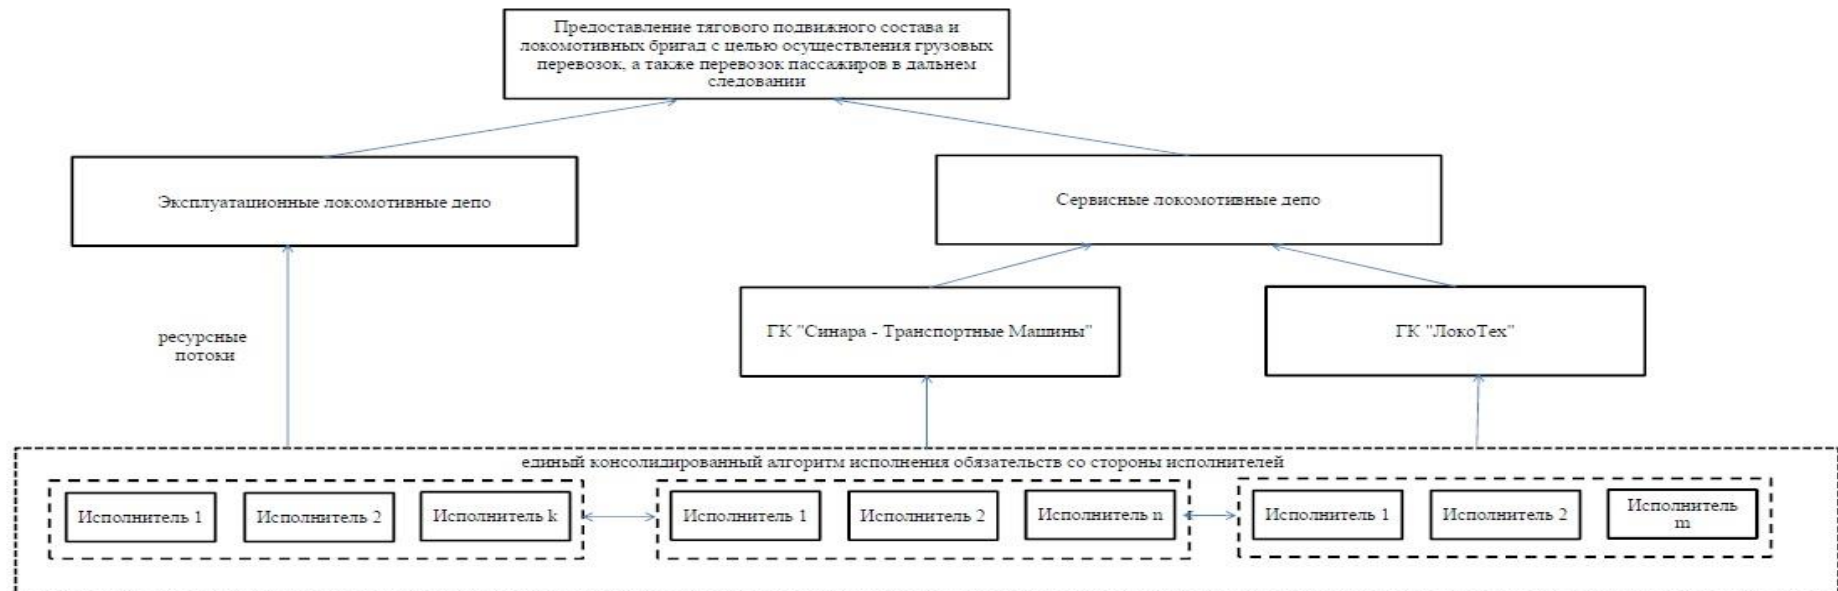 Предоставление тягового подвижного состава и
локомотивных бригад с целью осуществления грузовых
перевозок, а также перевозок пассажиров в дальнем
следовании
Эксплуатационные локомотивные депо
Сервисные локомотивные депо
ресурсные
потоки
ГК "Синара - Транспортные Машины"
ГК "ЛокоТех"
единый консолидированный алгоритм исполнения обязательств со стороны исполнителей
Исполнитель 1
Исполнитель 2
Исполнитель k
Исполнитель 1
Исполнитель 2
Исполнитель n
Исполнитель 1
Исполнитель 2
Исполнитель
m